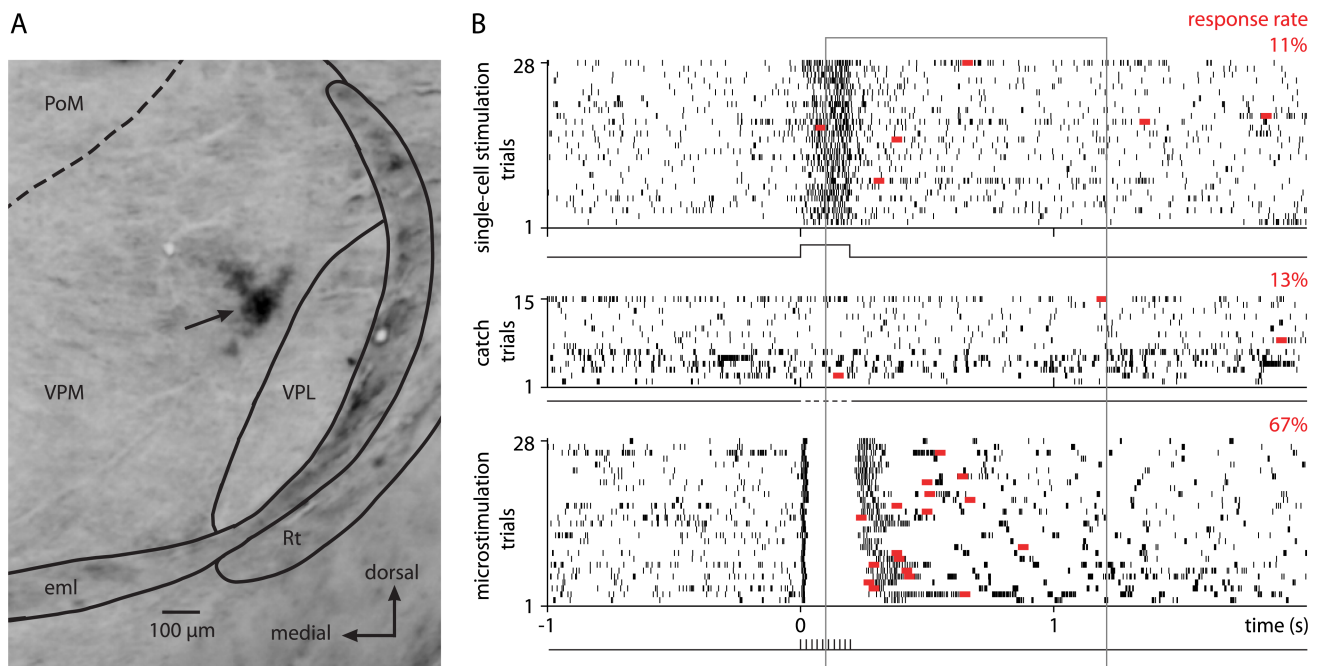 A
PoM
VPM
VPL
Rt
eml
100 µm
dorsal
medial
B
response rate
11%
single-cell stimulation
trials
28
1
13%
catch
trials
15
1
67%
microstimulation
trials
28
1
-1
0
1
time (s)